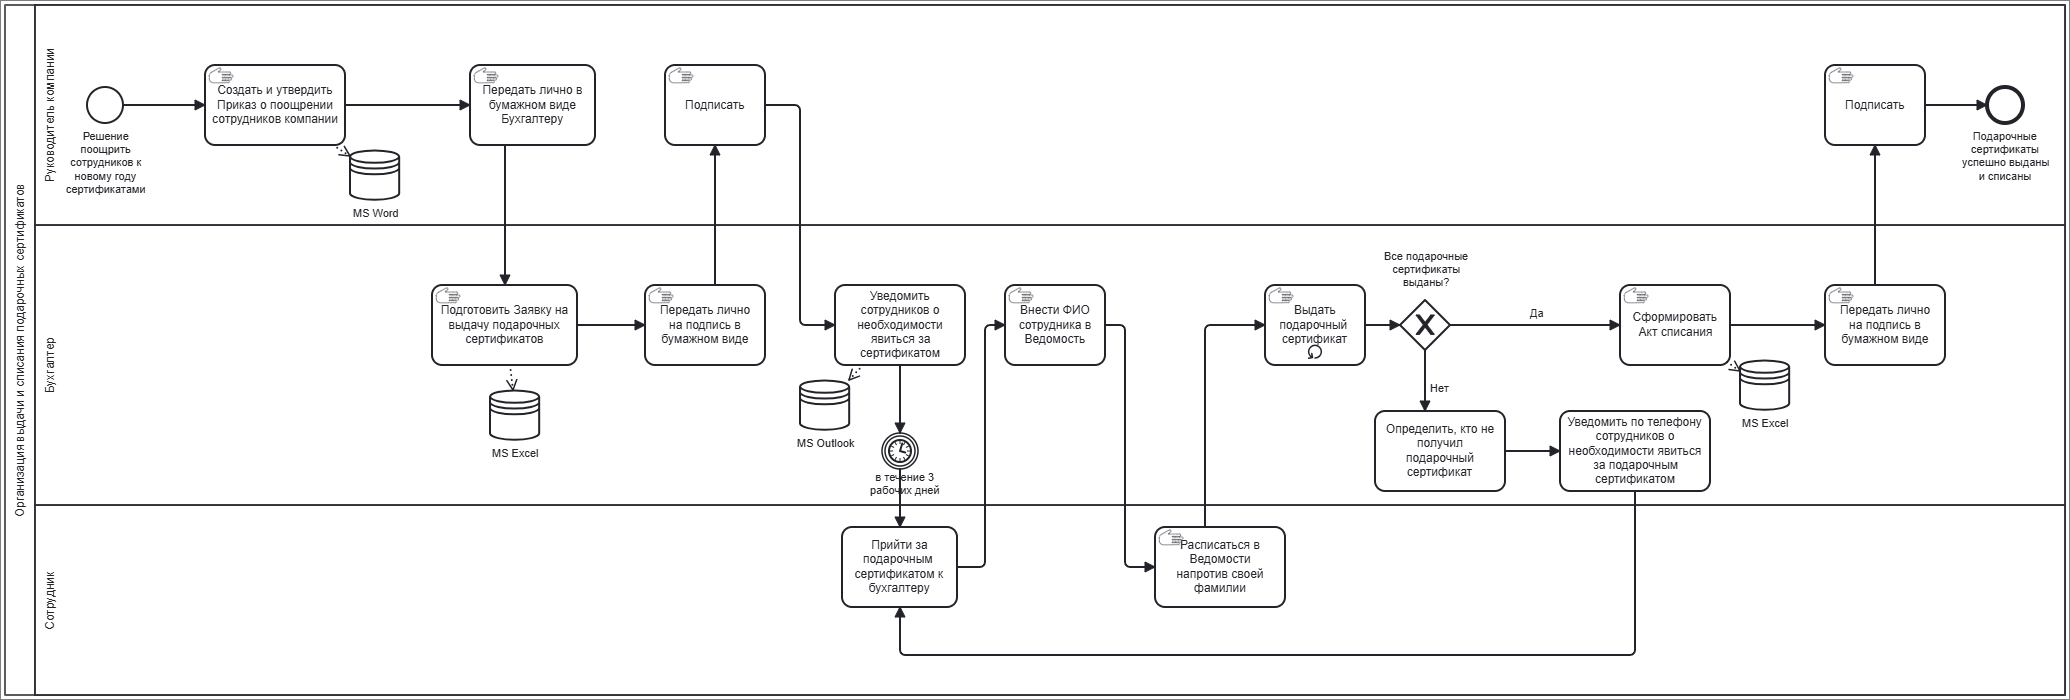 Организация выдачи и списания подарочных сертификатов
Руководитель компании
Решение
поощрить
сотрудников к
новому году
сертификатами
Создать и утвердить
Приказ о поощрении
сотрудников компании
MS Word
Передать лично в
бумажном виде
Бухгалтеру
Подписать
Подписать
Подарочные
сертификаты
успешно выданы
и списаны
Бухгалтер
Подготовить Заявку на
выдачу подарочных
сертификатов
MS Excel
Передать лично
на подпись в
бумажном виде
Уведомить
сотрудников о
необходимости
явиться за
сертификатом
MS Outlook
в течение 3
рабочих дней
Внести ФИО
сотрудника в
Ведомость
Выдать
подарочный
сертификат
Все подарочные
сертификаты
выданы?
Да
Нет
Определить, кто не
получил
подарочный
сертификат
Уведомить по телефону
сотрудников о
необходимости явиться
за подарочным
сертификатом
Сформировать
Акт списания
MS Excel
Передать лично
на подпись в
бумажном виде
Сотрудник
Прийти за
подарочным
сертификатом к
бухгалтеру
Расписаться в
Ведомости
напротив своей
фамилии